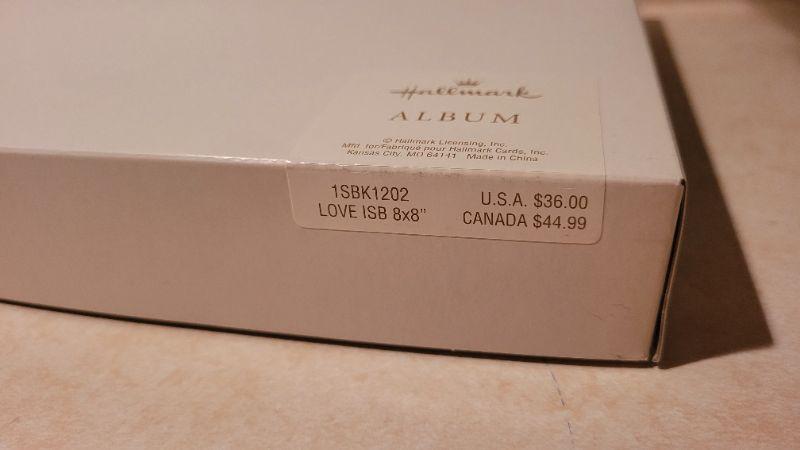 Hallmark
ALBUM
© Hallmark Licensing, Inc.
Mfd. for/Fabriqué pour Hallmark Cards, Inc.
Kansas City, MO 64141 Made in China
1SBK1202 U.S.A. $36.00
LOVE ISB 8x8" CANADA $44.99